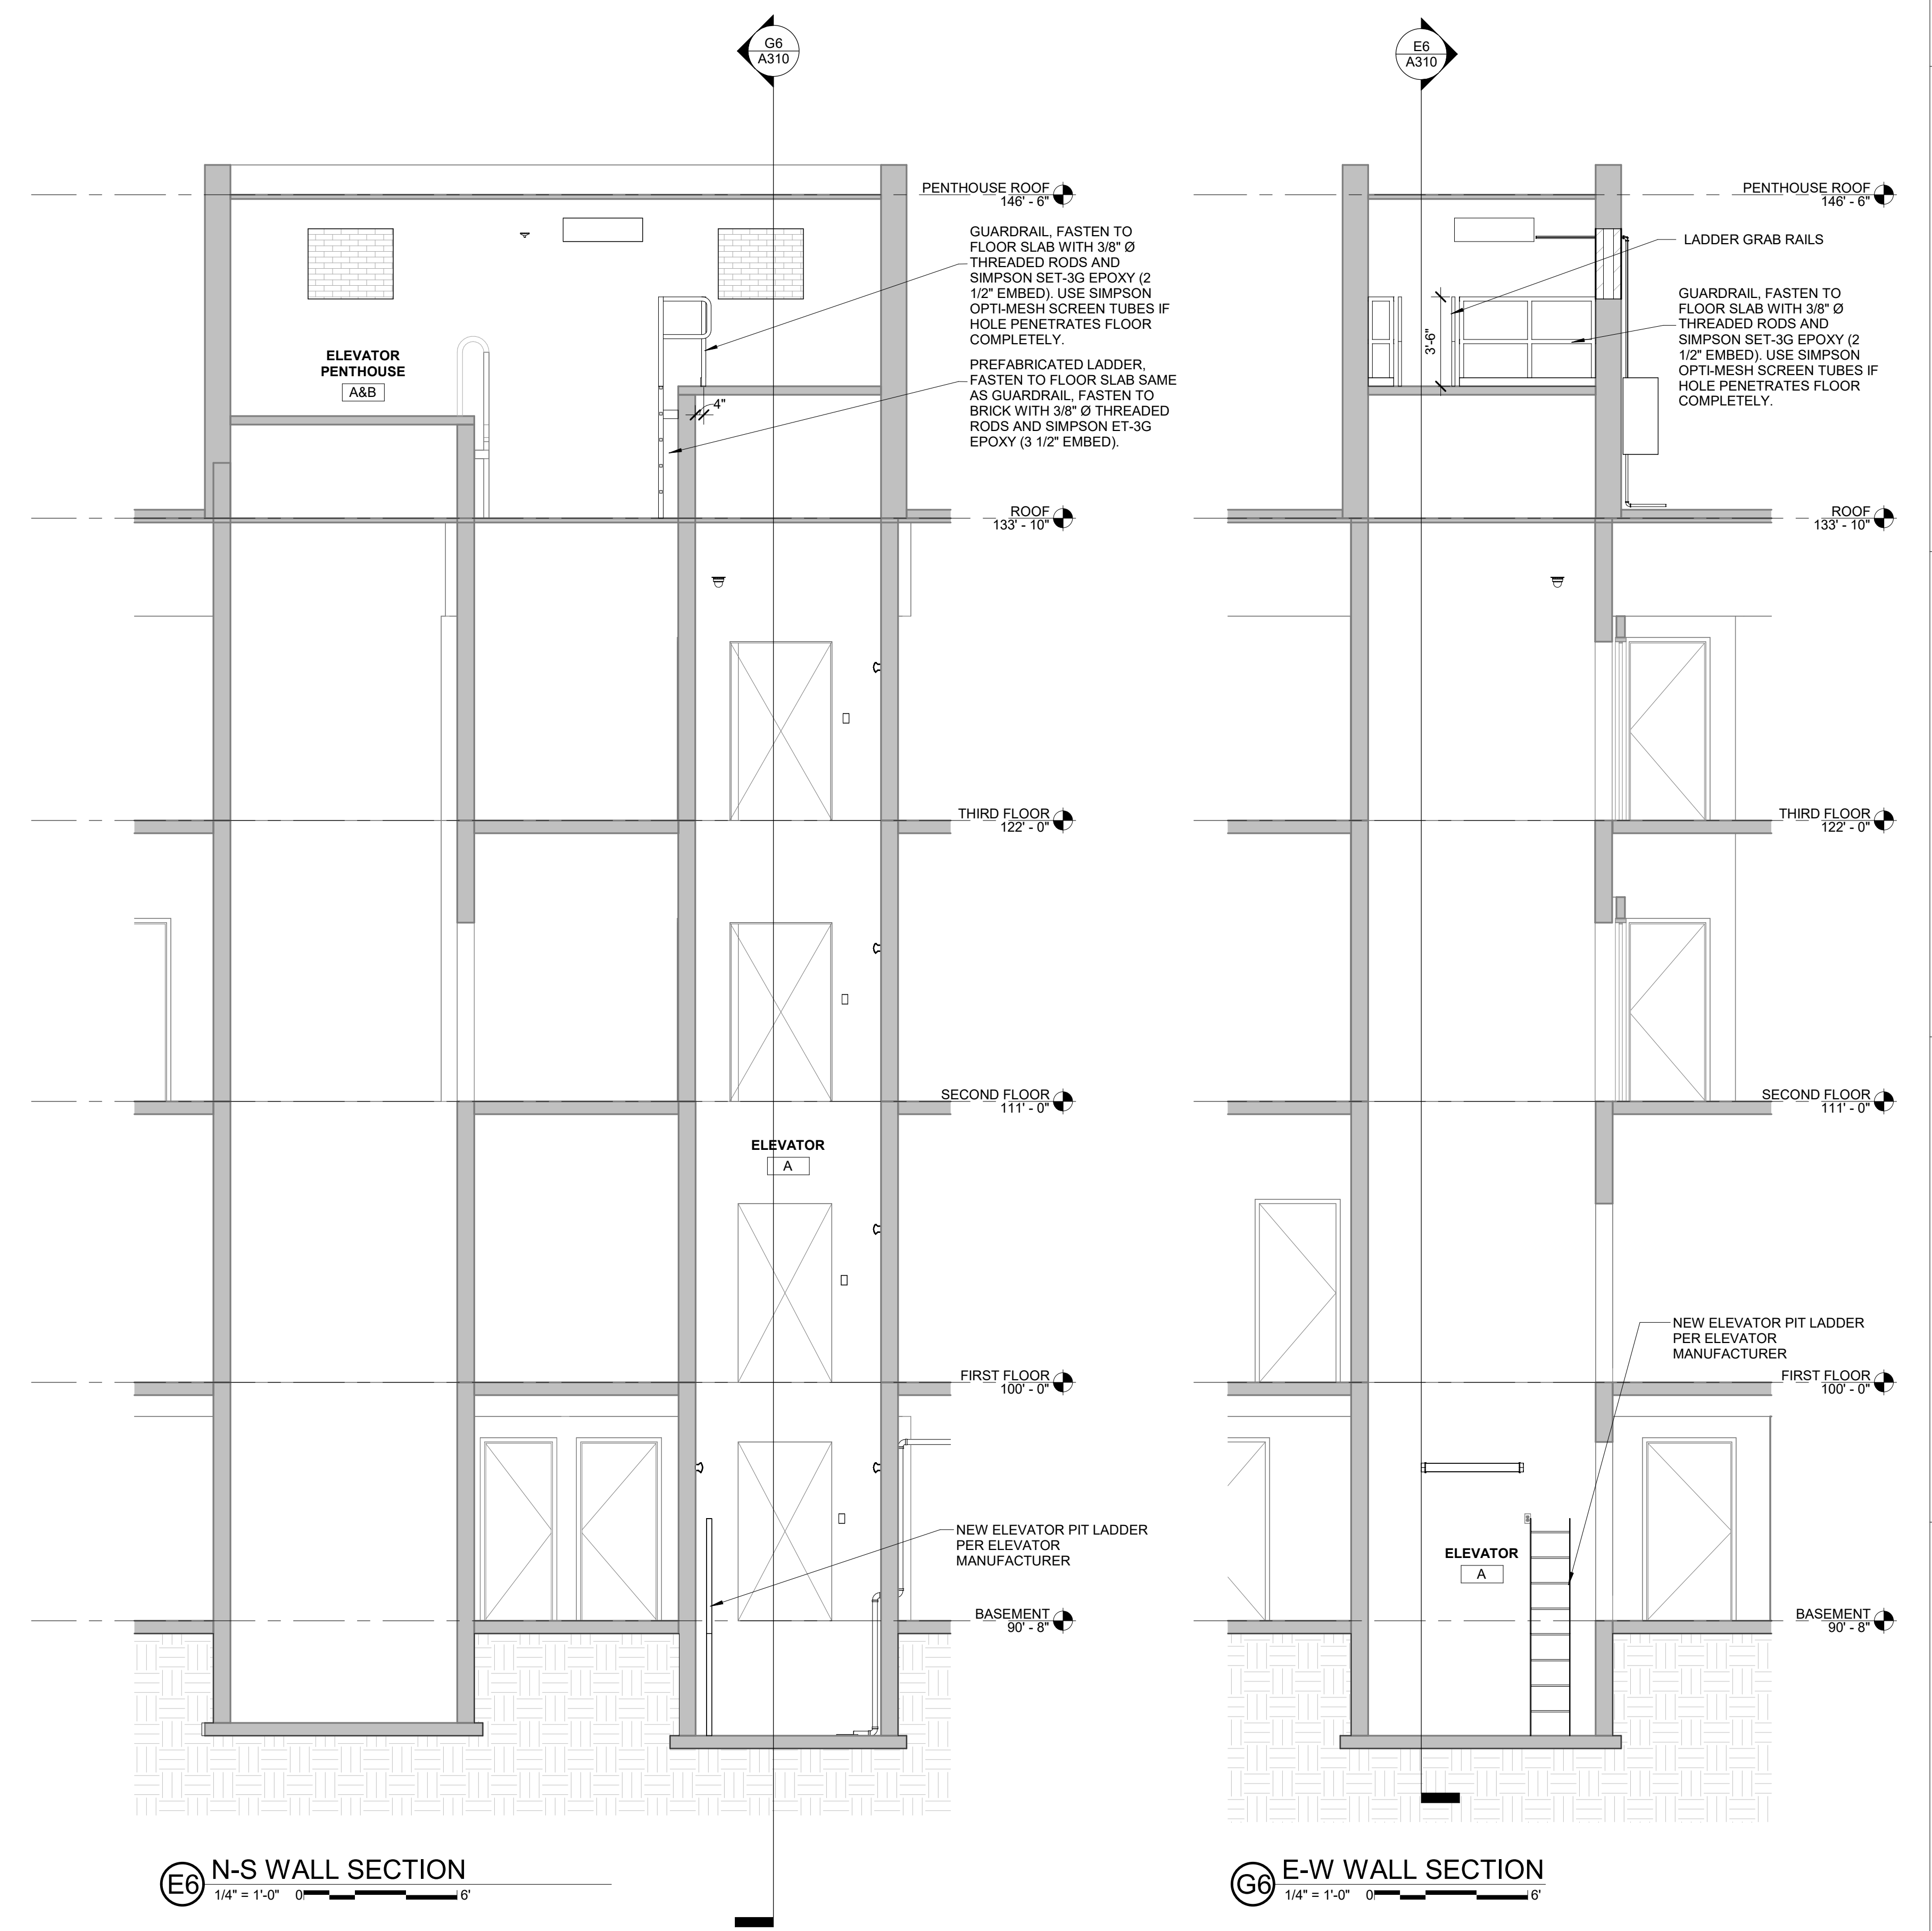 G6
A310
PENTHOUSE ROOF
146' - 6"
GUARDRAIL, FASTEN TO
FLOOR SLAB WITH 3/8" Ø
THREADED RODS AND
SIMPSON SET-3G EPOXY (2
1/2" EMBED). USE SIMPSON
OPTI-MESH SCREEN TUBES IF
HOLE PENETRATES FLOOR
COMPLETELY.
PREFABRICATED LADDER,
FASTEN TO FLOOR SLAB SAME
AS GUARDRAIL, FASTEN TO
BRICK WITH 3/8" Ø THREADED
RODS AND SIMPSON ET-3G
EPOXY (3 1/2" EMBED).
ELEVATOR
PENTHOUSE
A&B
4"
ROOF
133' - 10"
THIRD FLOOR
122' - 0"
SECOND FLOOR
111' - 0"
ELEVATOR
A
FIRST FLOOR
100' - 0"
NEW ELEVATOR PIT LADDER
PER ELEVATOR
MANUFACTURER
BASEMENT
90' - 8"
E6
N-S WALL SECTION
1/4" = 1'-0" 0 6'
E6
A310
PENTHOUSE ROOF
146' - 6"
LADDER GRAB RAILS
GUARDRAIL, FASTEN TO
FLOOR SLAB WITH 3/8" Ø
THREADED RODS AND
SIMPSON SET-3G EPOXY (2
1/2" EMBED). USE SIMPSON
OPTI-MESH SCREEN TUBES IF
HOLE PENETRATES FLOOR
COMPLETELY.
3'-6"
ROOF
133' - 10"
THIRD FLOOR
122' - 0"
SECOND FLOOR
111' - 0"
NEW ELEVATOR PIT LADDER
PER ELEVATOR
MANUFACTURER
FIRST FLOOR
100' - 0"
ELEVATOR
A
BASEMENT
90' - 8"
G6
E-W WALL SECTION
1/4" = 1'-0" 0 6'